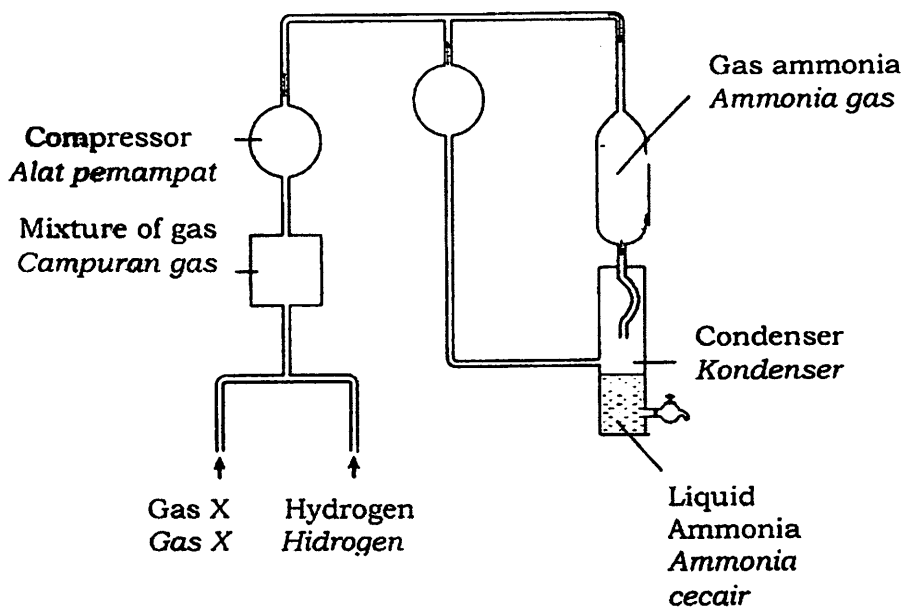 Gas ammonia
Ammonia gas
Compressor
Alat pemampat
Mixture of gas
Campuran gas
Condenser
Kondenser
Gas X
Gas X
Hydrogen
Hidrogen
Liquid
Ammonia
Ammonia
cecair